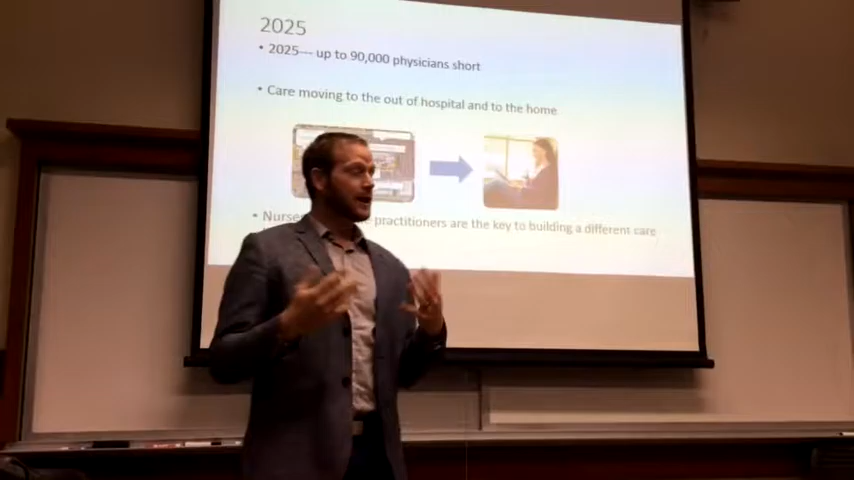 2025
• 2025--- up to 90,000 physicians short
• Care moving to the out of hospital and to the home
• Nurse practitioners are the key to building a different care